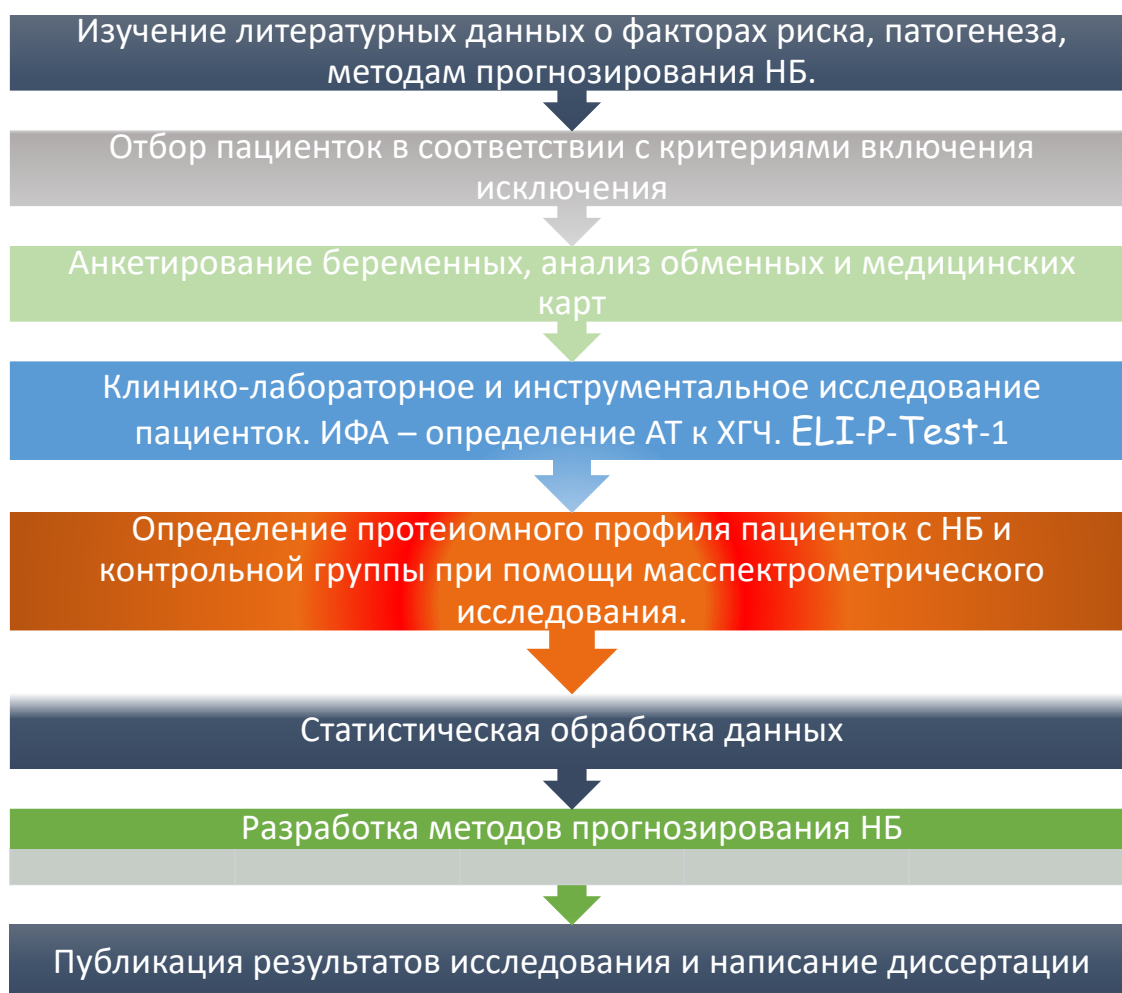 Изучение литературных данных о факторах риска, патогенеза,
методам прогнозирования НБ.
Отбор пациенток в соответствии с критериями включения
исключения
Анкетирование беременных, анализ обменных и медицинских
карт
Клинико-лабораторное и инструментальное исследование
пациенток. ИФА – определение АТ к ХГЧ. ELI-P-Test-1
Определение протеиомного профиля пациенток с НБ и
контрольной группы при помощи масспектрометрического
исследования.
Статистическая обработка данных
Разработка методов прогнозирования НБ
Публикация результатов исследования и написание диссертации